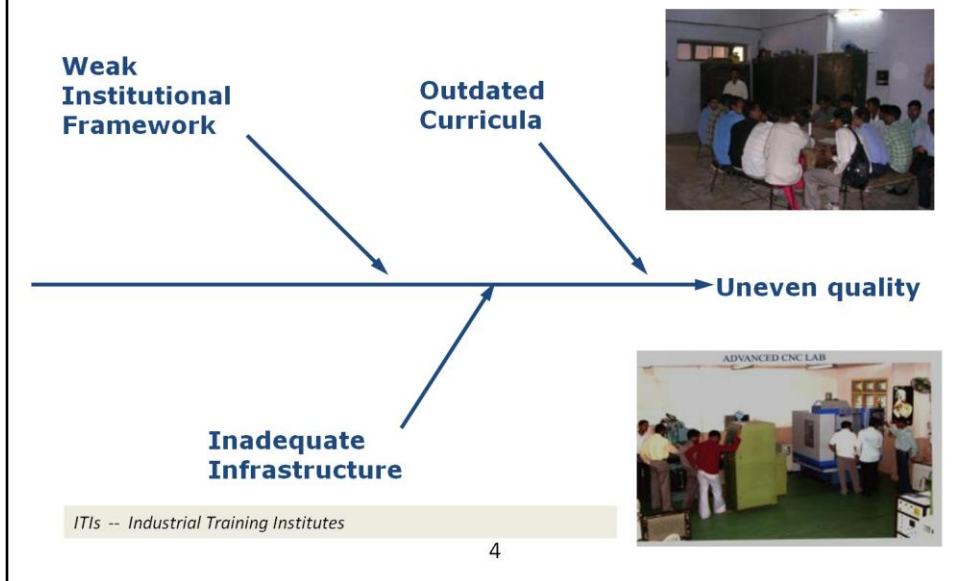 Weak
Institutional
Framework
Outdated
Curricula
Uneven quality
ADVANCED CNC LAB
Inadequate
Infrastructure
ITIs -- Industrial Training Institutes
4